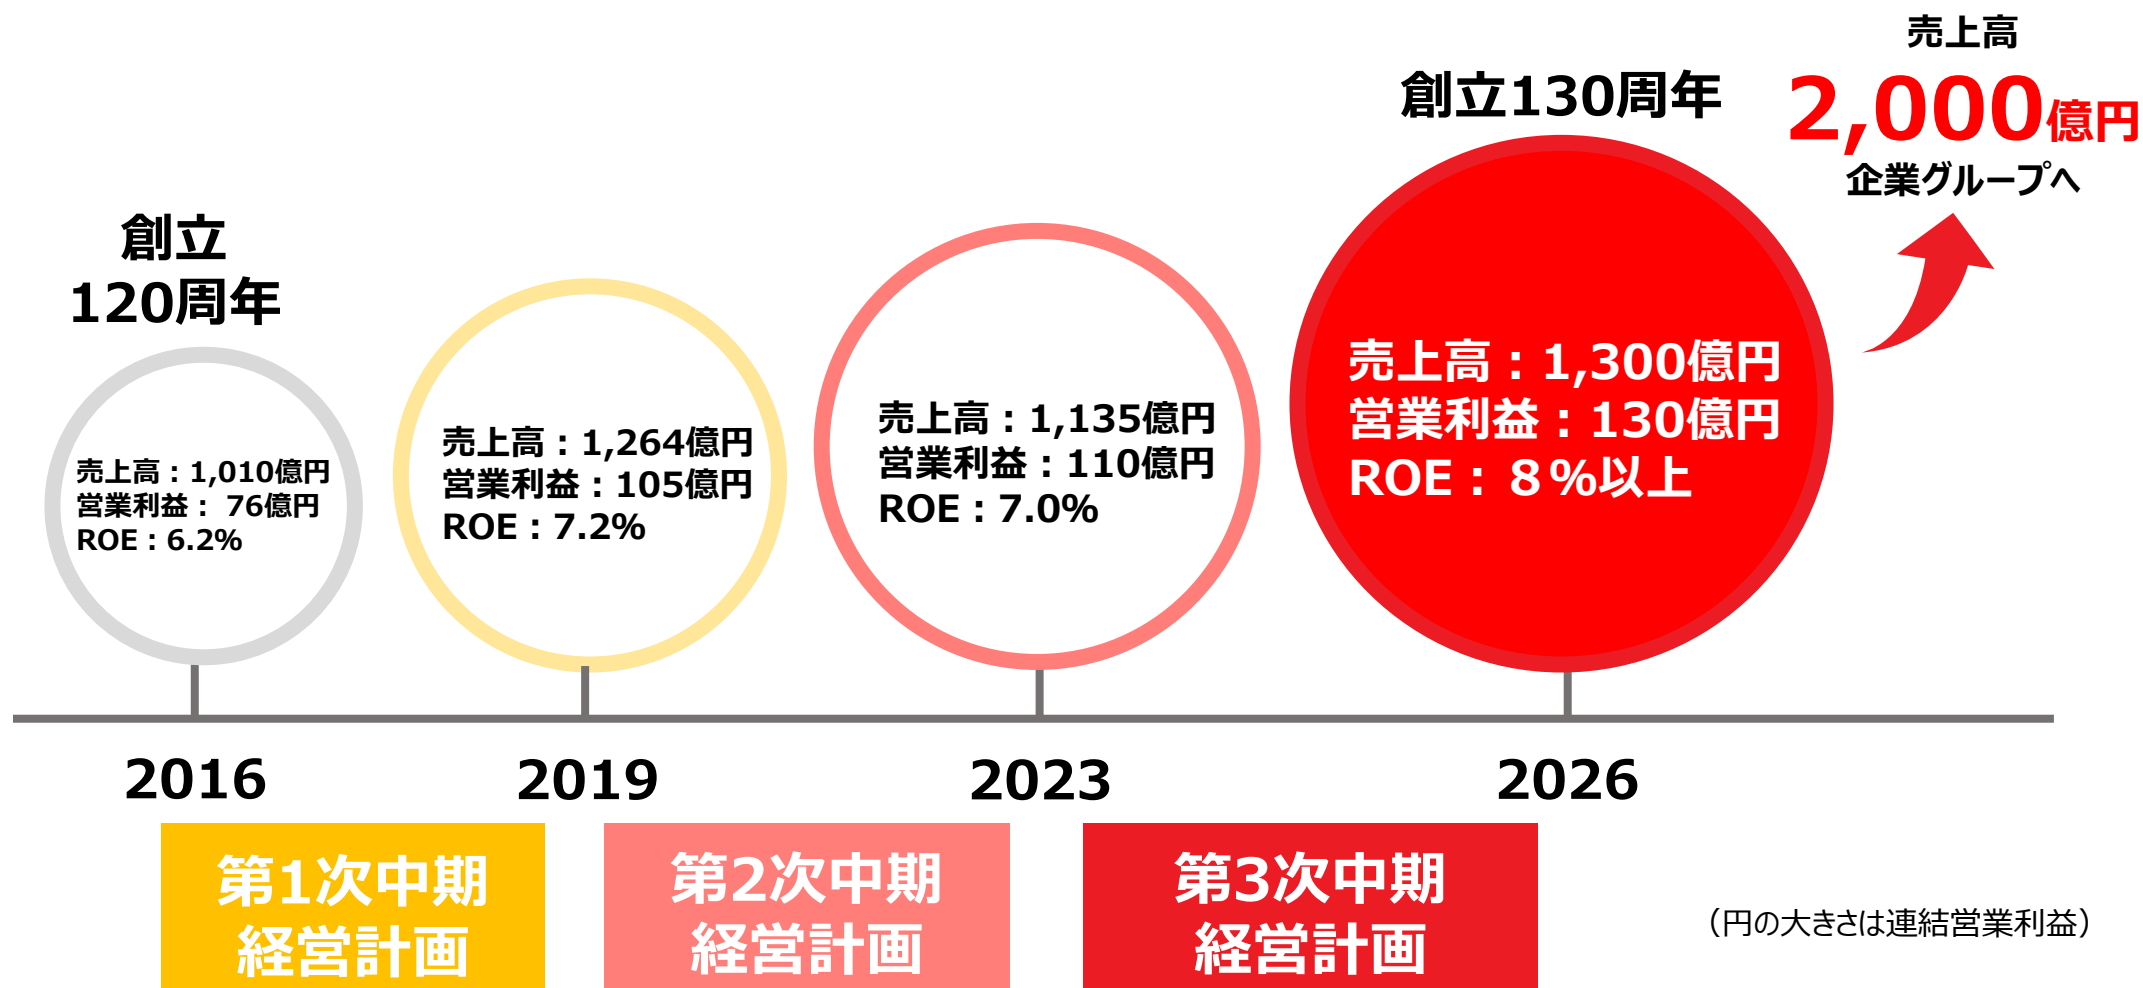 売上高
2,000億円
企業グループへ
創立130周年
創立
120周年
売上高：1,010億円
営業利益： 76億円
ROE：6.2%
売上高：1,264億円
営業利益：105億円
ROE：7.2%
売上高：1,135億円
営業利益：110億円
ROE：7.0%
売上高：1,300億円
営業利益：130億円
ROE：８%以上
2016
2019
2023
2026
第1次中期
経営計画
第2次中期
経営計画
第3次中期
経営計画
（円の大きさは連結営業利益）